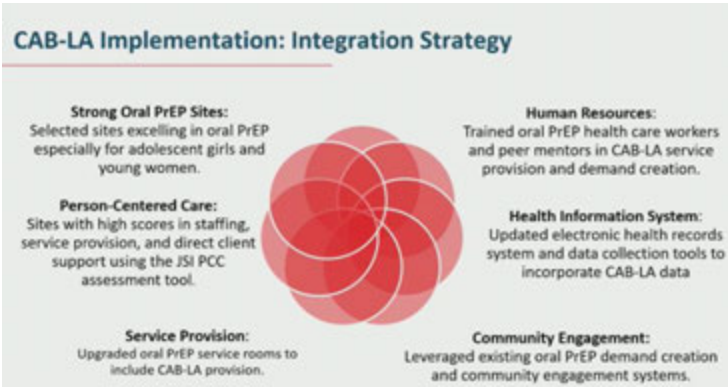 CAB-LA Implementation: Integration Strategy
Strong Oral PrEP Sites:
Selected sites excelling in oral PrEP
especially for adolescent girls and
young women.
Person-Centered Care:
Sites with high scores in staffing,
service provision, and direct client
support using the JSI PCC
assessment tool.
Service Provision:
Upgraded oral PrEP service rooms to
include CAB-LA provision.
Human Resources:
Trained oral PrEP health care workers
and peer mentors in CAB-LA service
provision and demand creation.
Health Information System:
Updated electronic health records
system and data collection tools to
incorporate CAB-LA data
Community Engagement:
Leveraged existing oral PrEP demand creation
and community engagement systems.